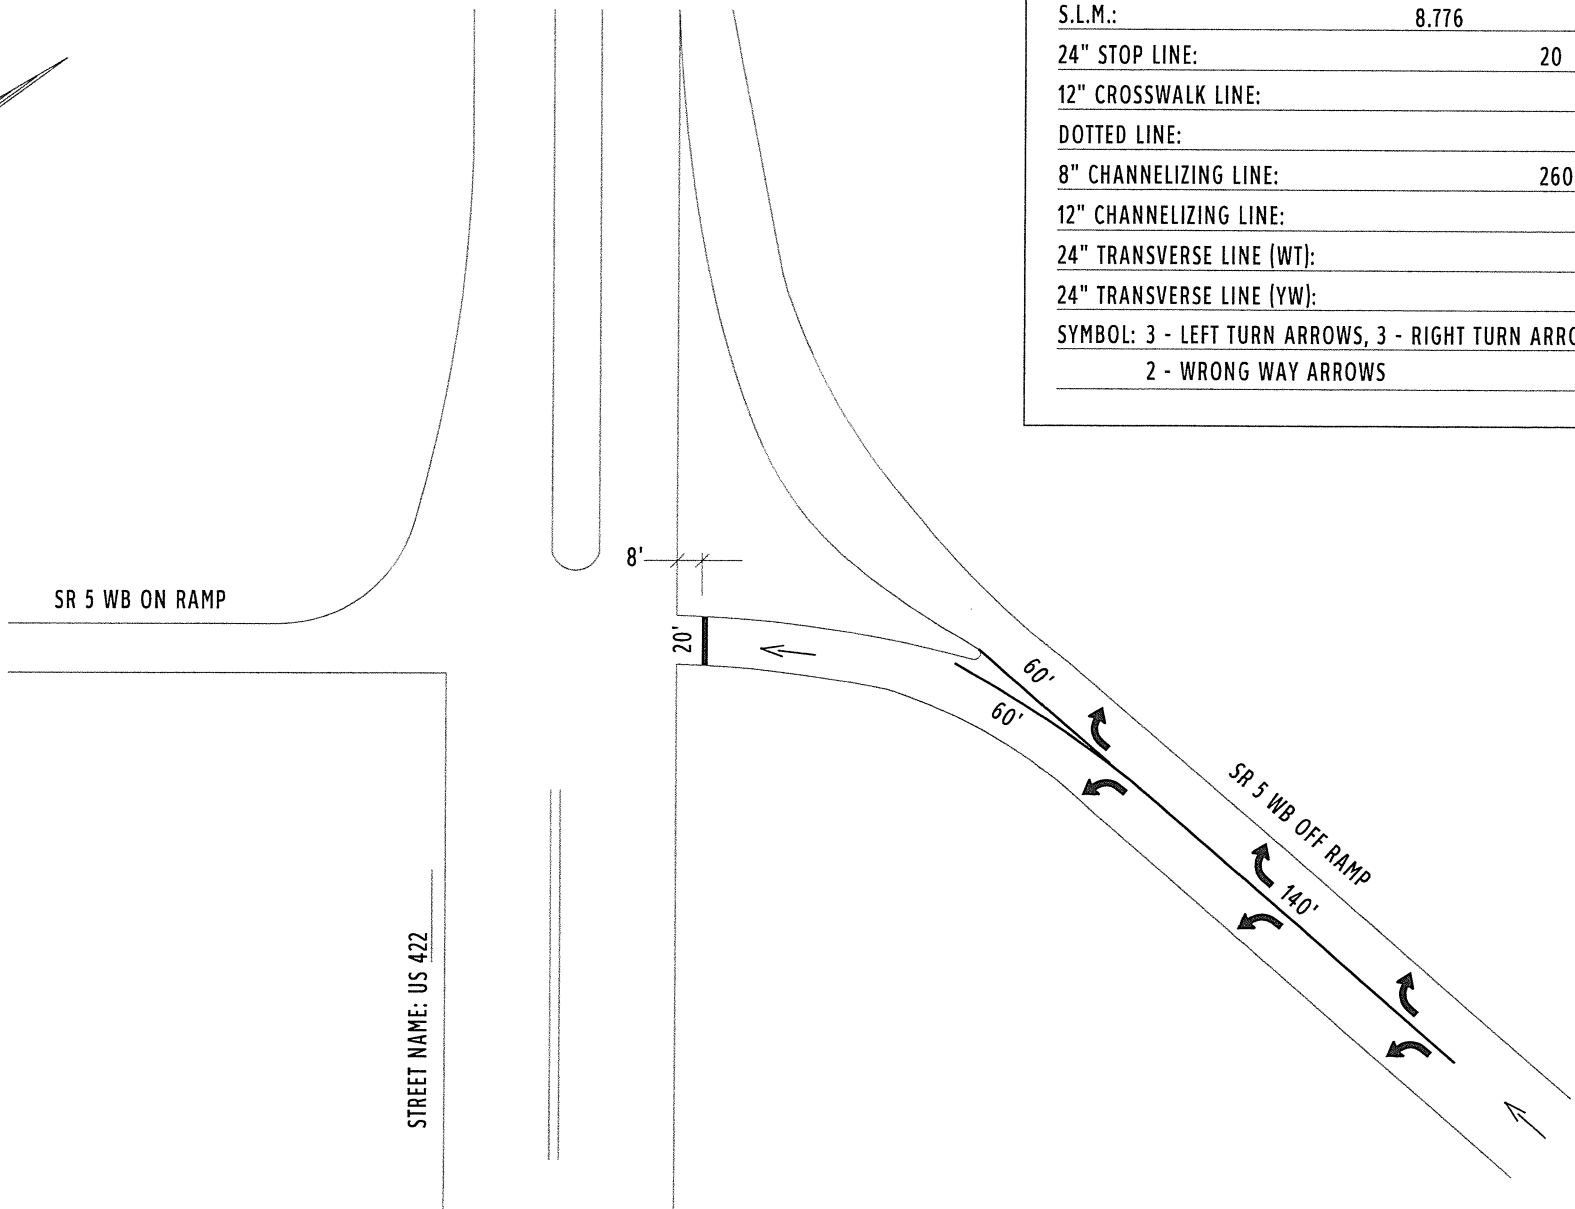 S.L.M.: 8.776
24" STOP LINE: 20
12" CROSSWALK LINE:
DOTTED LINE:
8" CHANNELIZING LINE: 260
12" CHANNELIZING LINE:
24" TRANSVERSE LINE (WT):
24" TRANSVERSE LINE (YW):
SYMBOL: 3 - LEFT TURN ARROWS, 3 - RIGHT TURN ARRO
2 - WRONG WAY ARROWS
8'
SR 5 WB ON RAMP
20'
60'
60'
SR 5 WB OFF RAMP
140'
STREET NAME: US 422